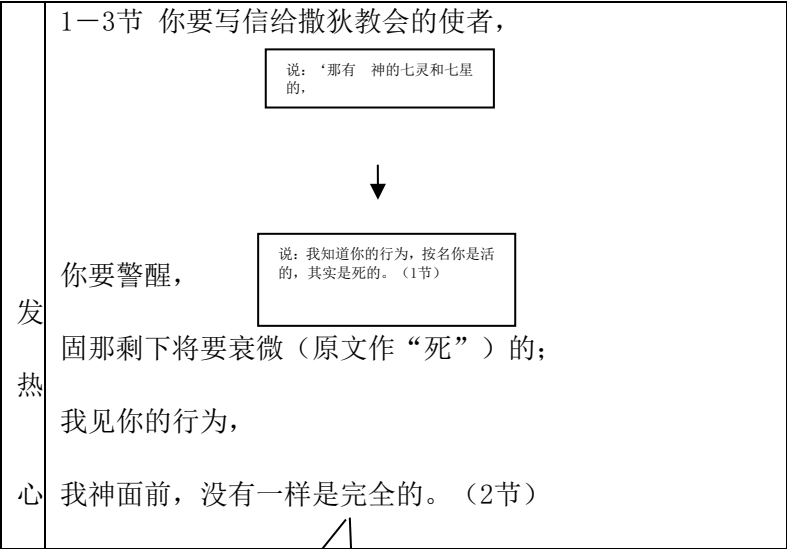 1－3节 你要写信给撒狄教会的使者，
说：‘那有　神的七灵和七星
的，
说：我知道你的行为，按名你是活
的，其实是死的。（1节）
你要警醒，
固那剩下将要衰微（原文作“死”）的；
我见你的行为，
我神面前，没有一样是完全的。（2节）
发
热
心